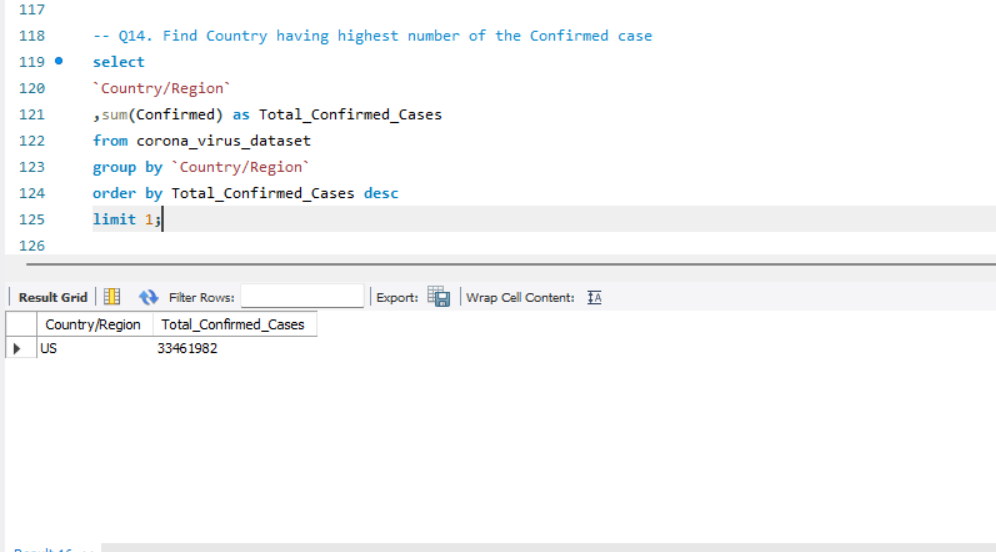 117
118 -- Q14. Find Country having highest number of the Confirmed case
119 select
120 `Country/Region`
121 ,sum(Confirmed) as Total_Confirmed_Cases
122 from corona_virus_dataset
123 group by `Country/Region`
124 order by Total_Confirmed_Cases desc
125 limit 1;
126
Result Grid Filter Rows: Export: Wrap Cell Content: IA
Country/Region Total_Confirmed_Cases
US 33461982